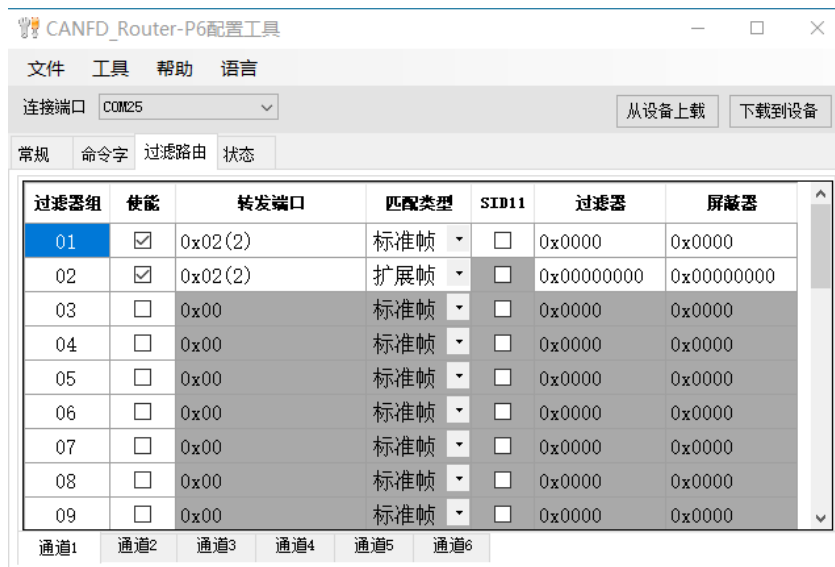 CANFD_Router-P6配置工具
文件 工具 帮助 语言
连接端口 COM25 从设备上载 下载到设备
常规 命令字 过滤路由 状态
过滤器组 使能 转发端口 匹配类型 SID11 过滤器 屏蔽器
01 0x02(2) 标准帧 0x0000 0x0000
02 0x02(2) 扩展帧 0x00000000 0x00000000
03 0x00 标准帧 0x0000 0x0000
04 0x00 标准帧 0x0000 0x0000
05 0x00 标准帧 0x0000 0x0000
06 0x00 标准帧 0x0000 0x0000
07 0x00 标准帧 0x0000 0x0000
08 0x00 标准帧 0x0000 0x0000
09 0x00 标准帧 0x0000 0x0000
通道1 通道2 通道3 通道4 通道5 通道6